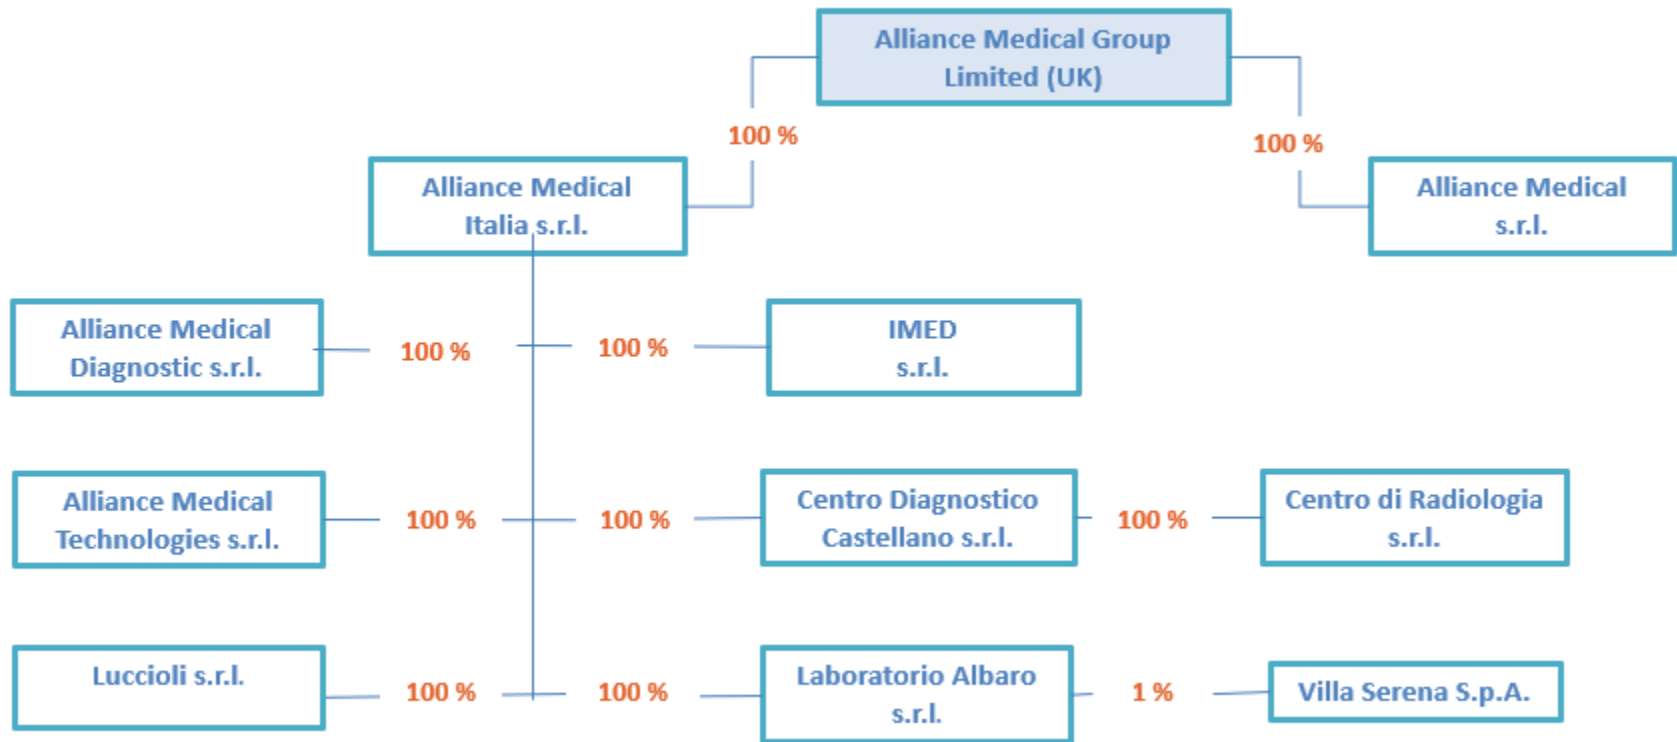 Alliance Medical Group
Limited (UK)
100 %
100 %
Alliance Medical
Italia s.r.l.
Alliance Medical
s.r.l.
Alliance Medical
Diagnostic s.r.l.
100 %
100 %
IMED
s.r.l.
Alliance Medical
Technologies s.r.l.
100 %
100 %
Centro Diagnostico
Castellano s.r.l.
100 %
Centro di Radiologia
s.r.l.
Luccioli s.r.l.
100 %
100 %
Laboratorio Albaro
s.r.l.
1 %
Villa Serena S.p.A.